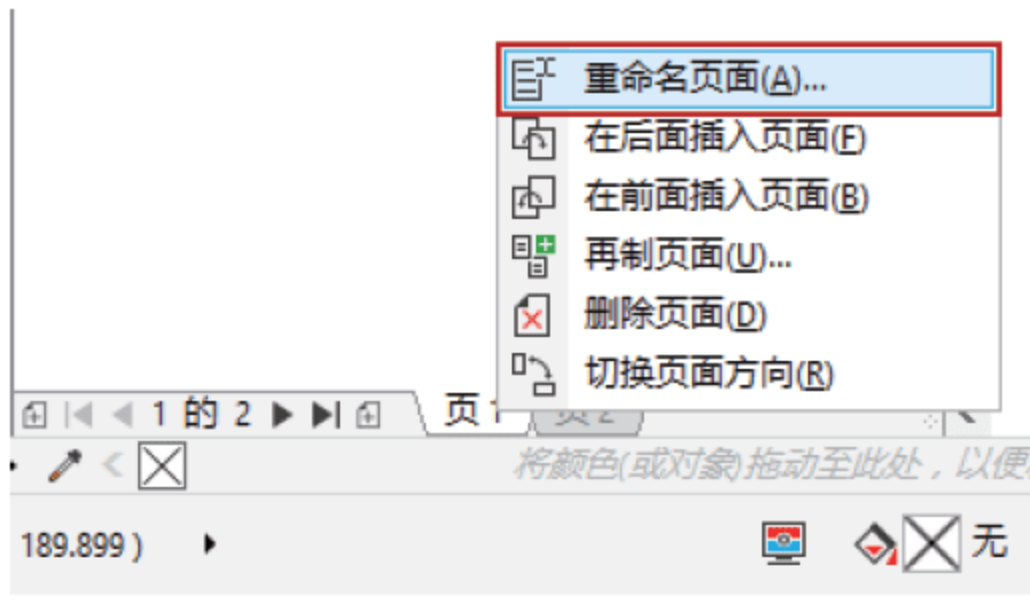 重命名页面(A)...
在后面插入页面(F)
在前面插入页面(B)
再制页面(U)...
删除页面(D)
切换页面方向(R)
1 的 2 页 1 页 2
将颜色(或对象)拖动至此处，以便
189.899 ) 无